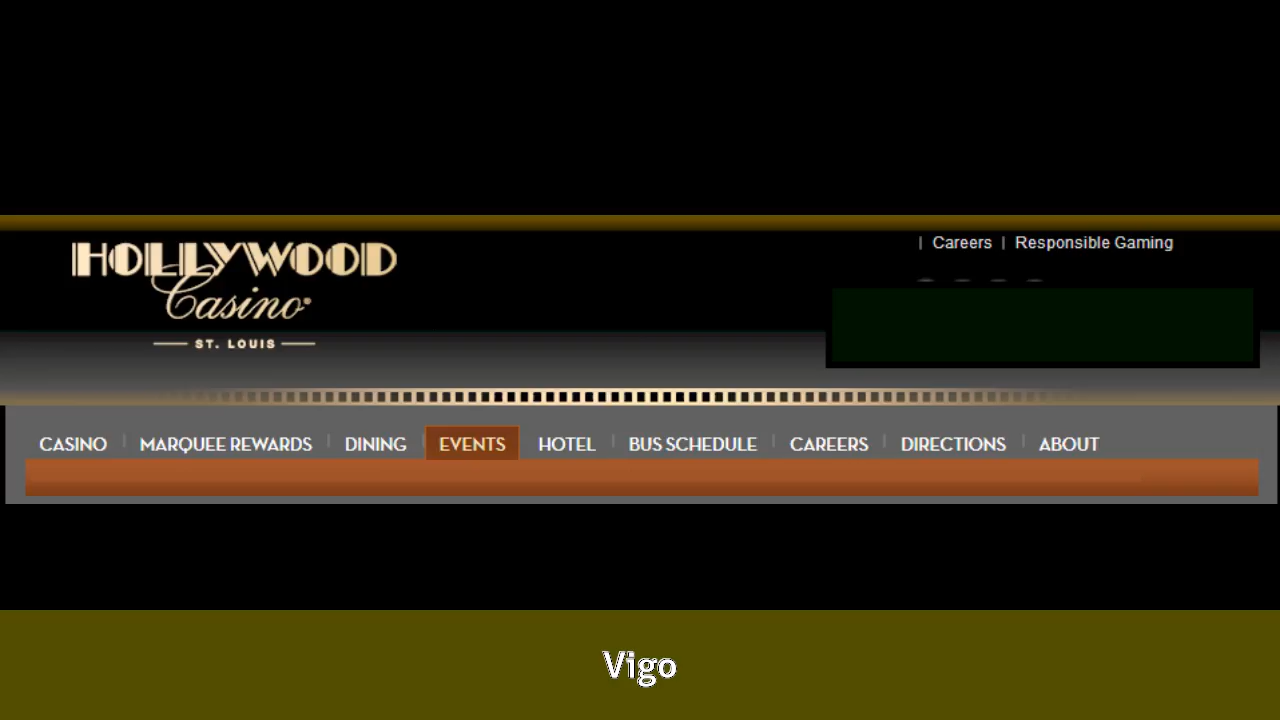 | Careers | Responsible Gaming
HOLLYWOOD
Casino®
ST. LOUIS
CASINO | MARQUEE REWARDS | DINING | EVENTS | HOTEL | BUS SCHEDULE | CAREERS | DIRECTIONS | ABOUT
Vigo